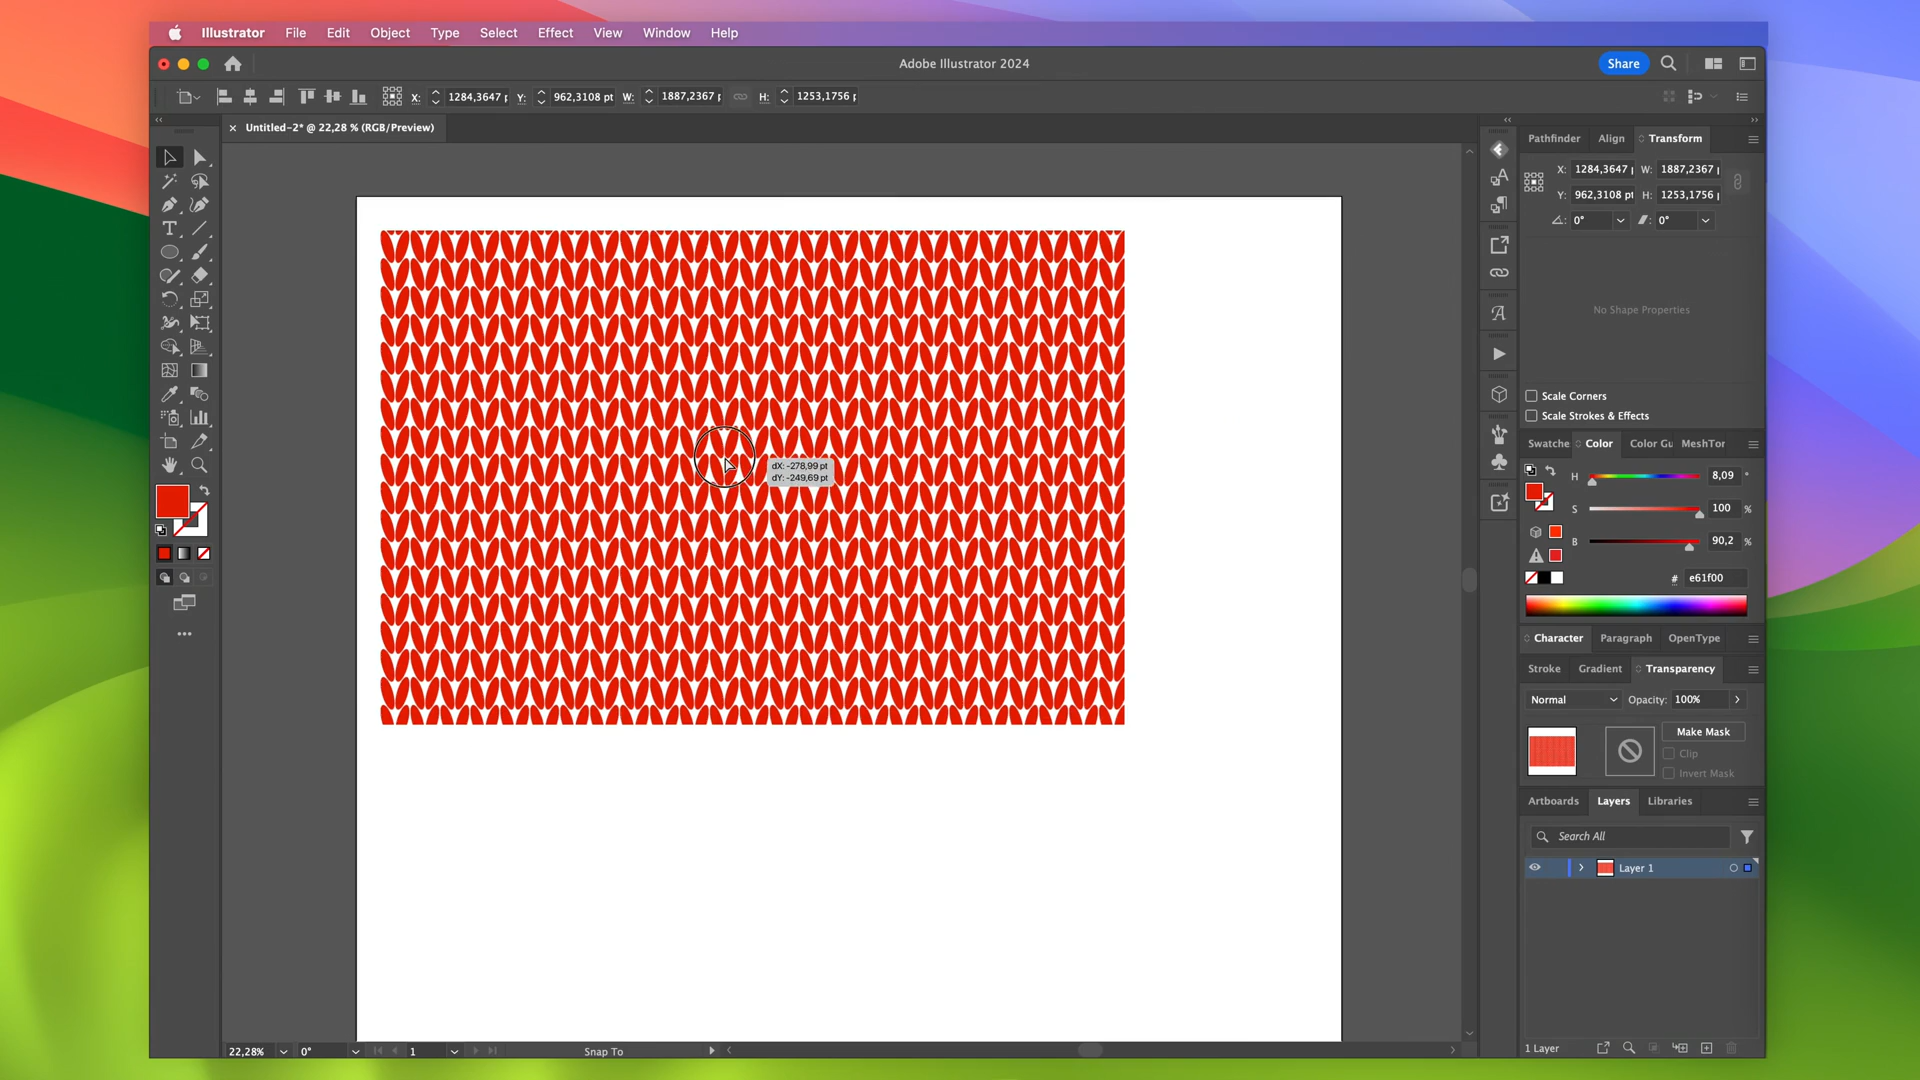 Illustrator File Edit Object Type Select Effect View Window Help
Adobe Illustrator 2024
Share
X: 1284,3647 Y: 962,3108 pt W: 1887,2367 H: 1253,1756
Untitled-2* @ 22,28 % (RGB/Preview)
Pathfinder Align Transform
X: 1284,3647 W: 1887,2367
Y: 962,3108 pt H: 1253,1756
0° 0°
No Shape Properties
Scale Corners
Scale Strokes & Effects
Swatche Color Color Gu MeshTor
H 8,09 °
S 100 %
B 90,2 %
# e61f00
dX: -278,99 pt
dY: -249,69 pt
Character Paragraph OpenType
Stroke Gradient Transparency
Normal Opacity: 100%
Make Mask
Clip
Invert Mask
Artboards Layers Libraries
Search All
Layer 1
1 Layer
22,28% 0° 1 Snap To